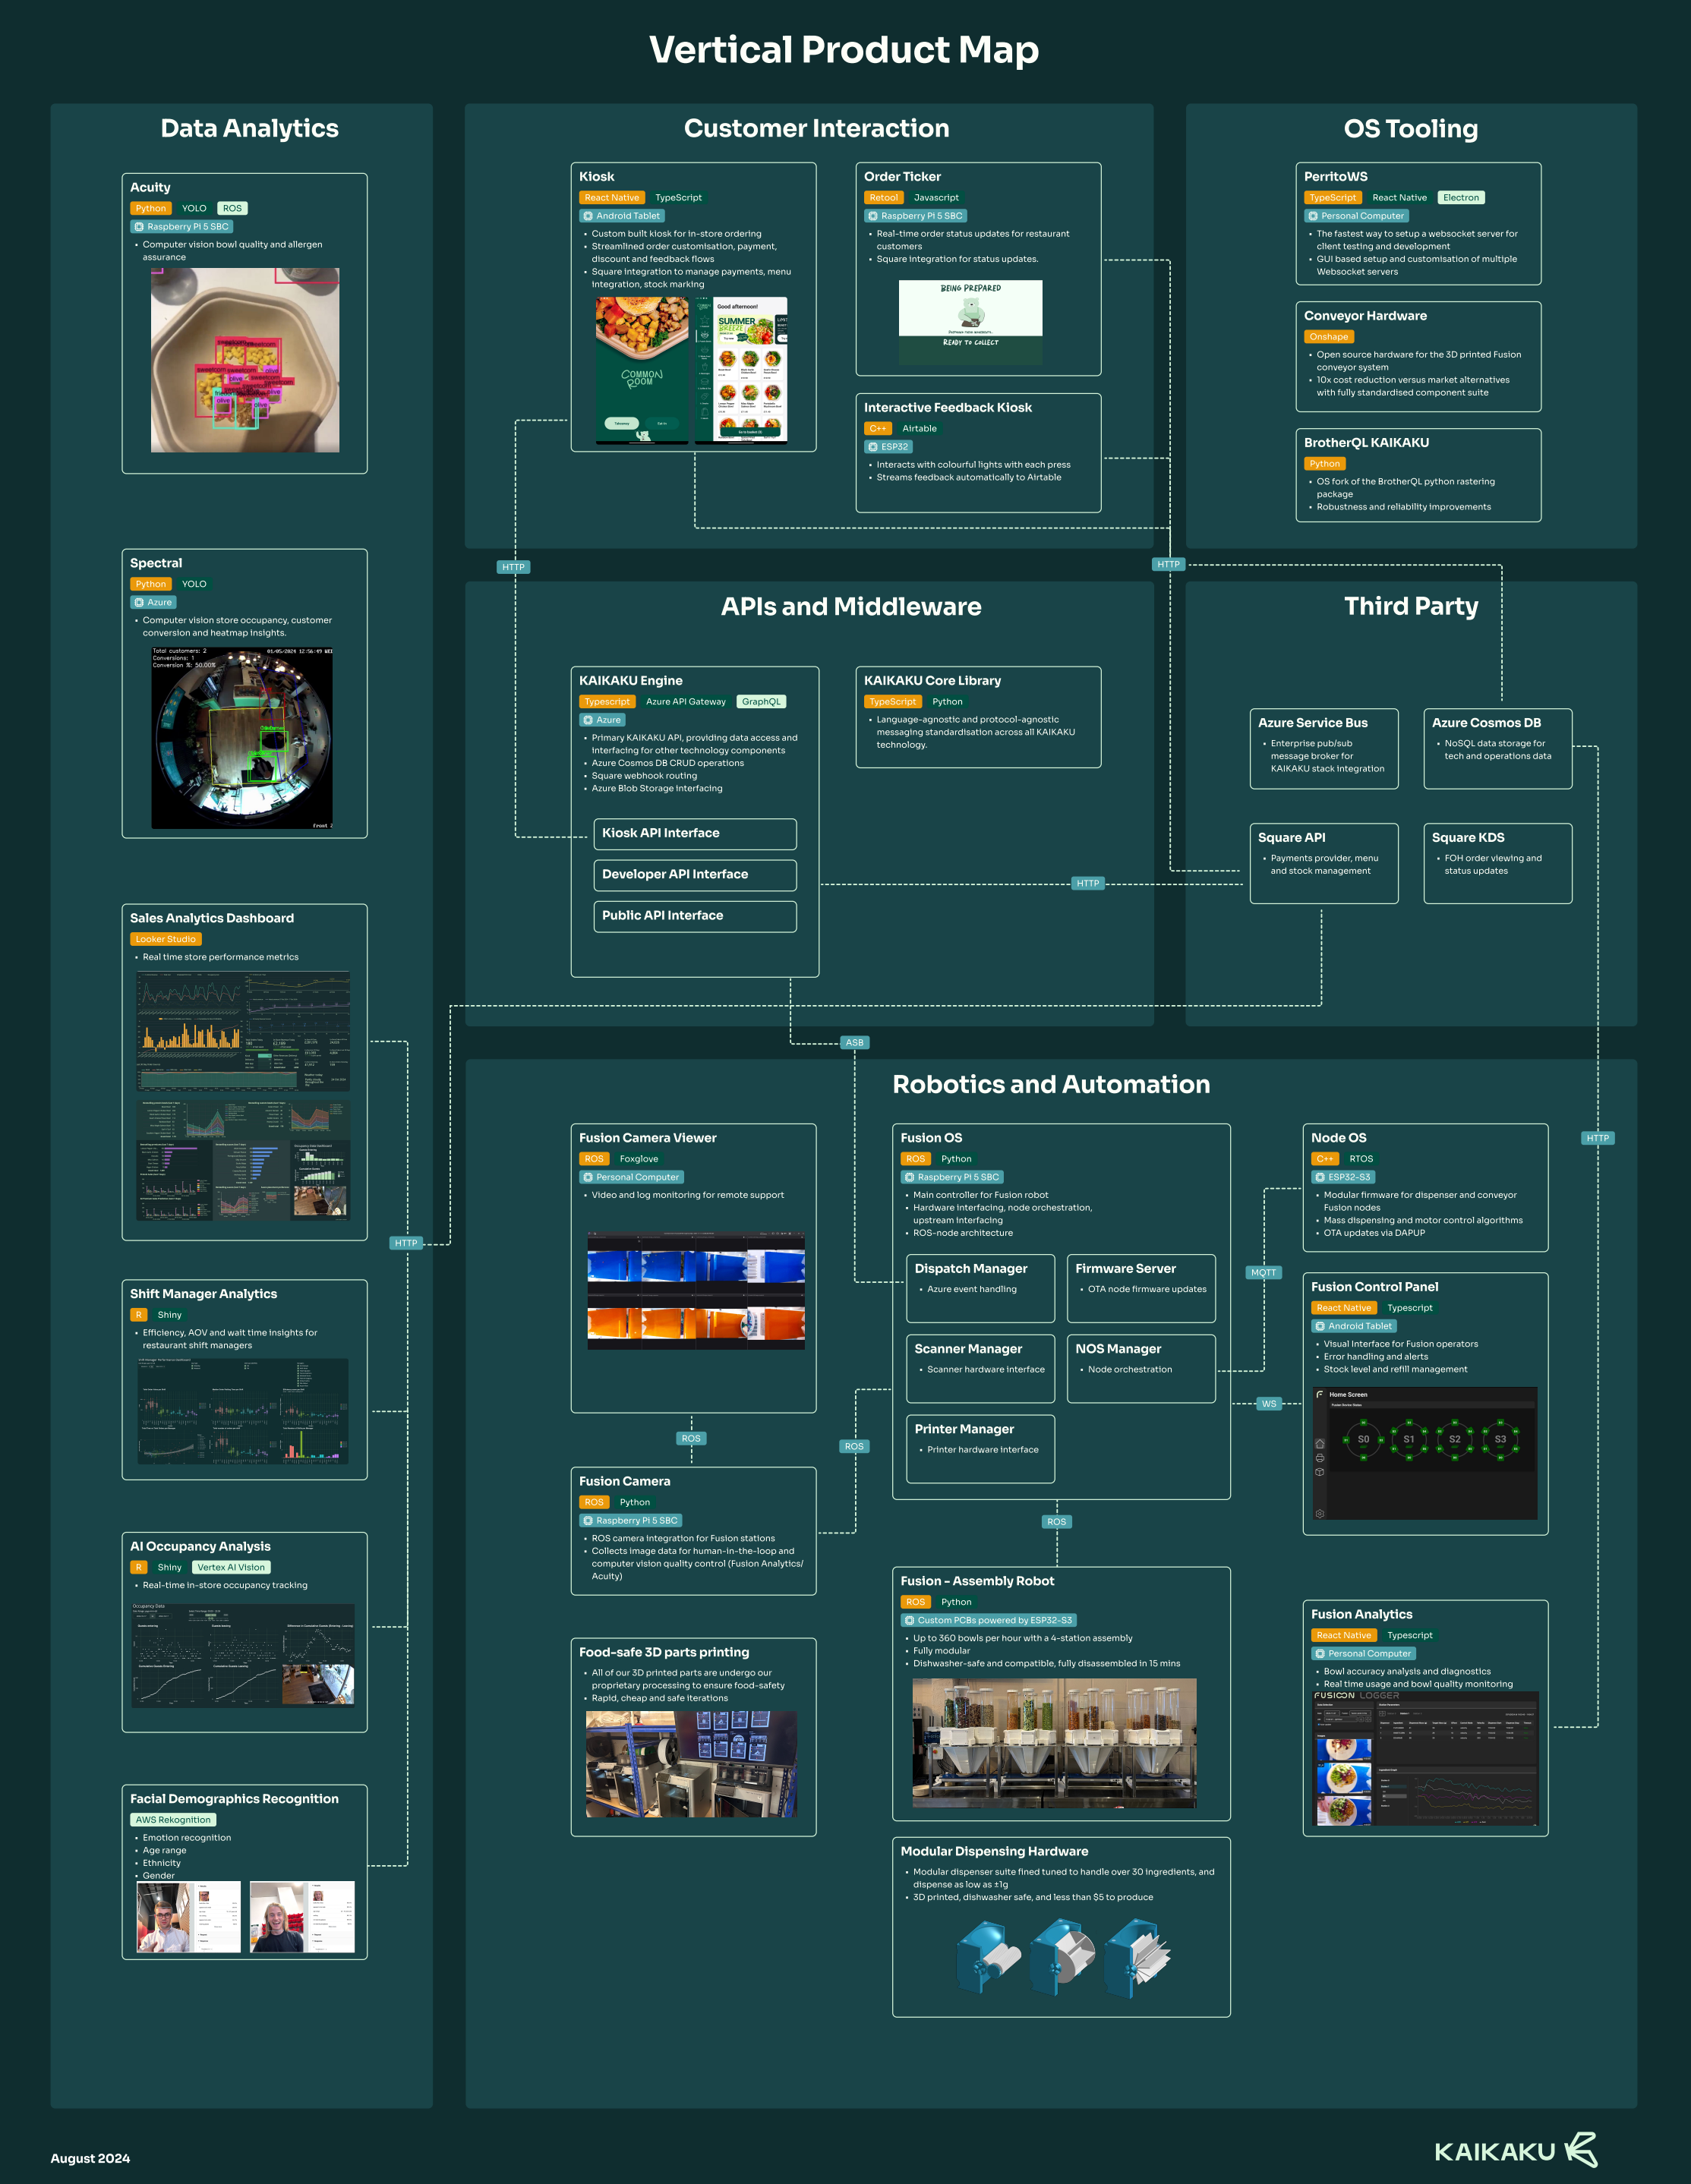 Vertical Product Map
Data Analytics
Acuity
Python YOLO ROS
Raspberry Pi 5 SBC
• Computer vision bowl quality and allergen
assurance
sweetcorn
olive
Spectral
Python YOLO
Azure
• Computer vision store occupancy, customer
conversion and heatmap insights.
Total customers: 2
Conversions: 1
Conversion %: 50.00%
01/05/2024 12:56:49 WED
Front 2
Sales Analytics Dashboard
Looker Studio
• Real time store performance metrics
Shift Manager Analytics
R Shiny
• Efficiency, AOV and wait time insights for
restaurant shift managers
AI Occupancy Analysis
R Shiny Vertex AI Vision
• Real-time in-store occupancy tracking
Occupancy Data
Facial Demographics Recognition
AWS Rekognition
• Emotion recognition
• Age range
• Ethnicity
• Gender
HTTP
Customer Interaction
Kiosk
React Native TypeScript
Android Tablet
• Custom built kiosk for in-store ordering
• Streamlined order customisation, payment,
discount and feedback flows
• Square integration to manage payments, menu
integration, stock marking
COMMON
ROOM
Good afternoon!
SUMMER
BREEZE
Order Ticker
Retool Javascript
Raspberry Pi 5 SBC
• Real-time order status updates for restaurant
customers
• Square integration for status updates.
BEING PREPARED
READY TO COLLECT
Interactive Feedback Kiosk
C++ Airtable
ESP32
• Interacts with colourful lights with each press
• Streams feedback automatically to Airtable
HTTP
HTTP
OS Tooling
PerritoWS
TypeScript React Native Electron
Personal Computer
• The fastest way to setup a websocket server for
client testing and development
• GUI based setup and customisation of multiple
Websocket servers
Conveyor Hardware
Onshape
• Open source hardware for the 3D printed Fusion
conveyor system
• 10x cost reduction versus market alternatives
with fully standardised component suite
BrotherQL KAIKAKU
Python
• OS fork of the BrotherQL python rastering
package
• Robustness and reliability improvements
APIs and Middleware
KAIKAKU Engine
Typescript Azure API Gateway GraphQL
Azure
• Primary KAIKAKU API, providing data access and
interfacing for other technology components
• Azure Cosmos DB CRUD operations
• Square webhook routing
• Azure Blob Storage interfacing
Kiosk API Interface
Developer API Interface
Public API Interface
KAIKAKU Core Library
TypeScript Python
• Language-agnostic and protocol-agnostic
messaging standardisation across all KAIKAKU
technology.
HTTP
ASB
Third Party
Azure Service Bus
• Enterprise pub/sub
message broker for
KAIKAKU stack integration
Azure Cosmos DB
• NoSQL data storage for
tech and operations data
Square API
• Payments provider, menu
and stock management
Square KDS
• FOH order viewing and
status updates
HTTP
Robotics and Automation
Fusion Camera Viewer
ROS Foxglove
Personal Computer
• Video and log monitoring for remote support
ROS
Fusion Camera
ROS Python
Raspberry Pi 5 SBC
• ROS camera integration for Fusion stations
• Collects image data for human-in-the-loop and
computer vision quality control (Fusion Analytics/
Acuity)
ROS
Food-safe 3D parts printing
• All of our 3D printed parts are undergo our
proprietary processing to ensure food-safety
• Rapid, cheap and safe iterations
Fusion OS
ROS Python
Raspberry Pi 5 SBC
• Main controller for Fusion robot
• Hardware interfacing, node orchestration,
upstream interfacing
• ROS-node architecture
Dispatch Manager
• Azure event handling
Firmware Server
• OTA node firmware updates
Scanner Manager
• Scanner hardware interface
NOS Manager
• Node orchestration
Printer Manager
• Printer hardware interface
MQTT
WS
ROS
Fusion - Assembly Robot
ROS Python
Custom PCBs powered by ESP32-S3
• Up to 360 bowls per hour with a 4-station assembly
• Fully modular
• Dishwasher-safe and compatible, fully disassembled in 15 mins
Modular Dispensing Hardware
• Modular dispenser suite fined tuned to handle over 30 ingredients, and
dispense as low as ±1g
• 3D printed, dishwasher safe, and less than $5 to produce
Node OS
C++ RTOS
ESP32-S3
• Modular firmware for dispenser and conveyor
Fusion nodes
• Mass dispensing and motor control algorithms
• OTA updates via DAPUP
Fusion Control Panel
React Native Typescript
Android Tablet
• Visual Interface for Fusion operators
• Error handling and alerts
• Stock level and refill management
Home Screen
S0 S1 S2 S3
Fusion Analytics
React Native Typescript
Personal Computer
• Bowl accuracy analysis and diagnostics
• Real time usage and bowl quality monitoring
FUSION LOGGER
August 2024
KAIKAKU